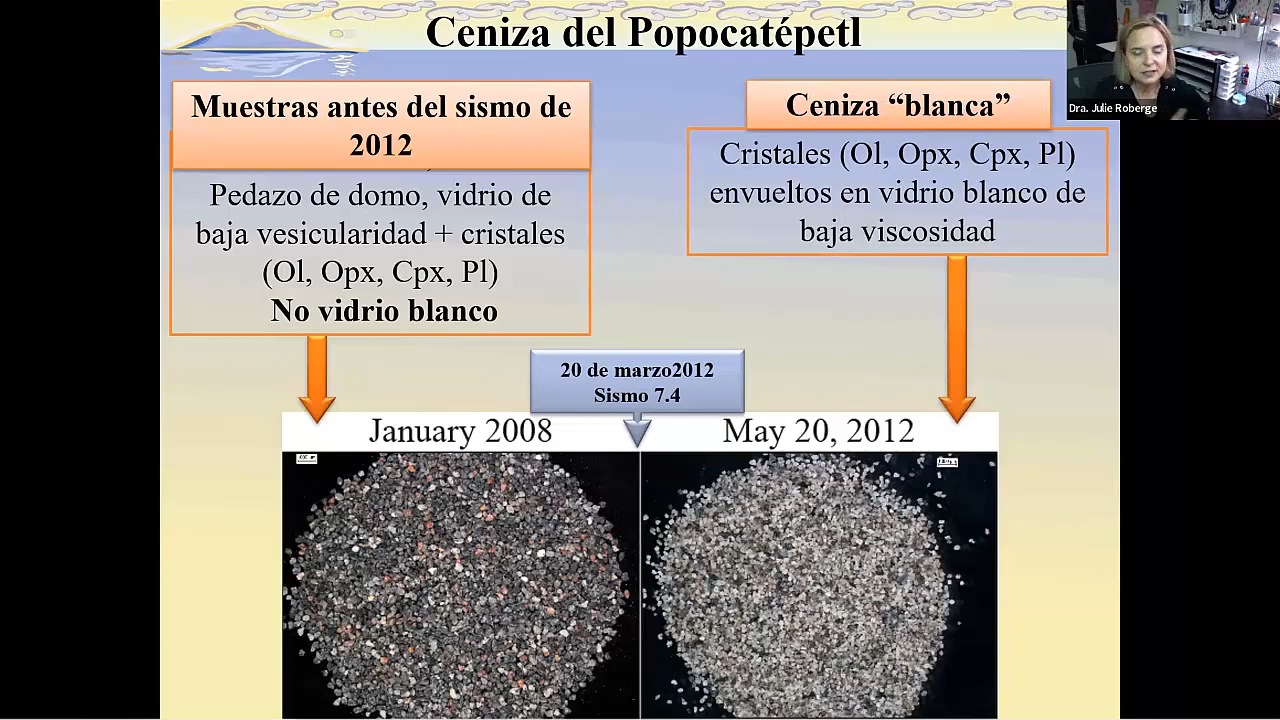 Ceniza del Popocatépetl
Dra. Julie Roberge
Muestras antes del sismo de
2012
Pedazo de domo, vidrio de
baja vesicularidad + cristales
(Ol, Opx, Cpx, Pl)
No vidrio blanco
Ceniza “blanca”
Cristales (Ol, Opx, Cpx, Pl)
envueltos en vidrio blanco de
baja viscosidad
20 de marzo2012
Sismo 7.4
January 2008
May 20, 2012